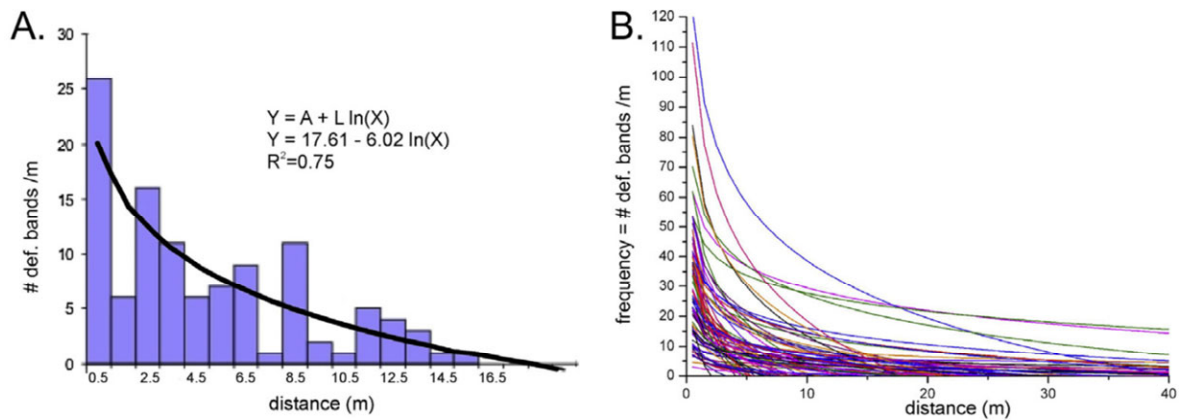 A.
30
25
20
15
10
5
0
# def. bands /m
Y = A + L ln(X)
Y = 17.61 - 6.02 ln(X)
R²=0.75
0.5 2.5 4.5 6.5 8.5 10.5 12.5 14.5 16.5
distance (m)
B.
120
110
100
90
80
70
60
50
40
30
20
10
0
frequency = # def. bands /m
0 10 20 30 40
distance (m)